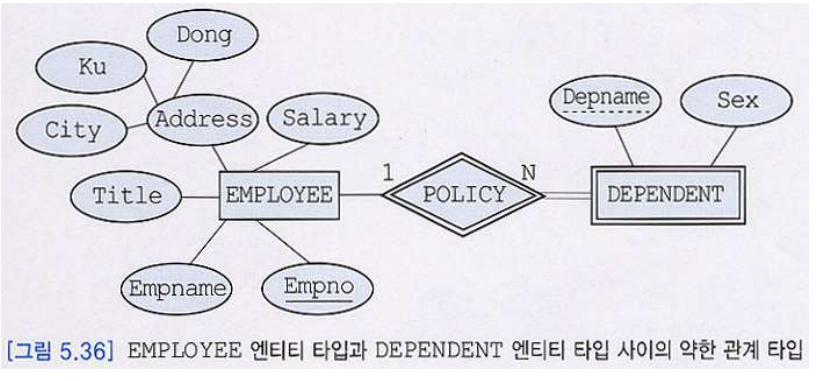 Dong
Ku
City
Address
Salary
Depname
Sex
Title
EMPLOYEE
1
POLICY
N
DEPENDENT
Empname
Empno
[그림 5.36] EMPLOYEE 엔티티 타입과 DEPENDENT 엔티티 타입 사이의 약한 관계 타입